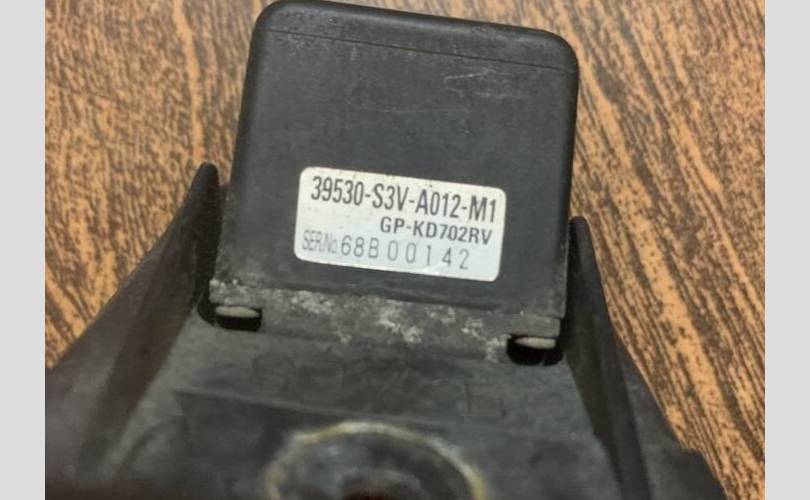 39530-S3V-A012-M1
GP-KD702RV
SER.No.68B00142